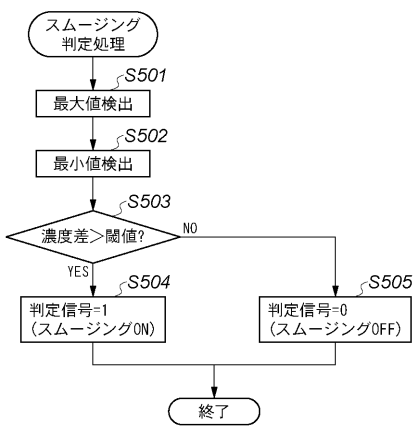 スムージング
判定処理
S501
最大値検出
S502
最小値検出
S503
濃度差>閾値?
NO
YES
S504
判定信号=1
(スムージングON)
S505
判定信号=0
(スムージングOFF)
終了